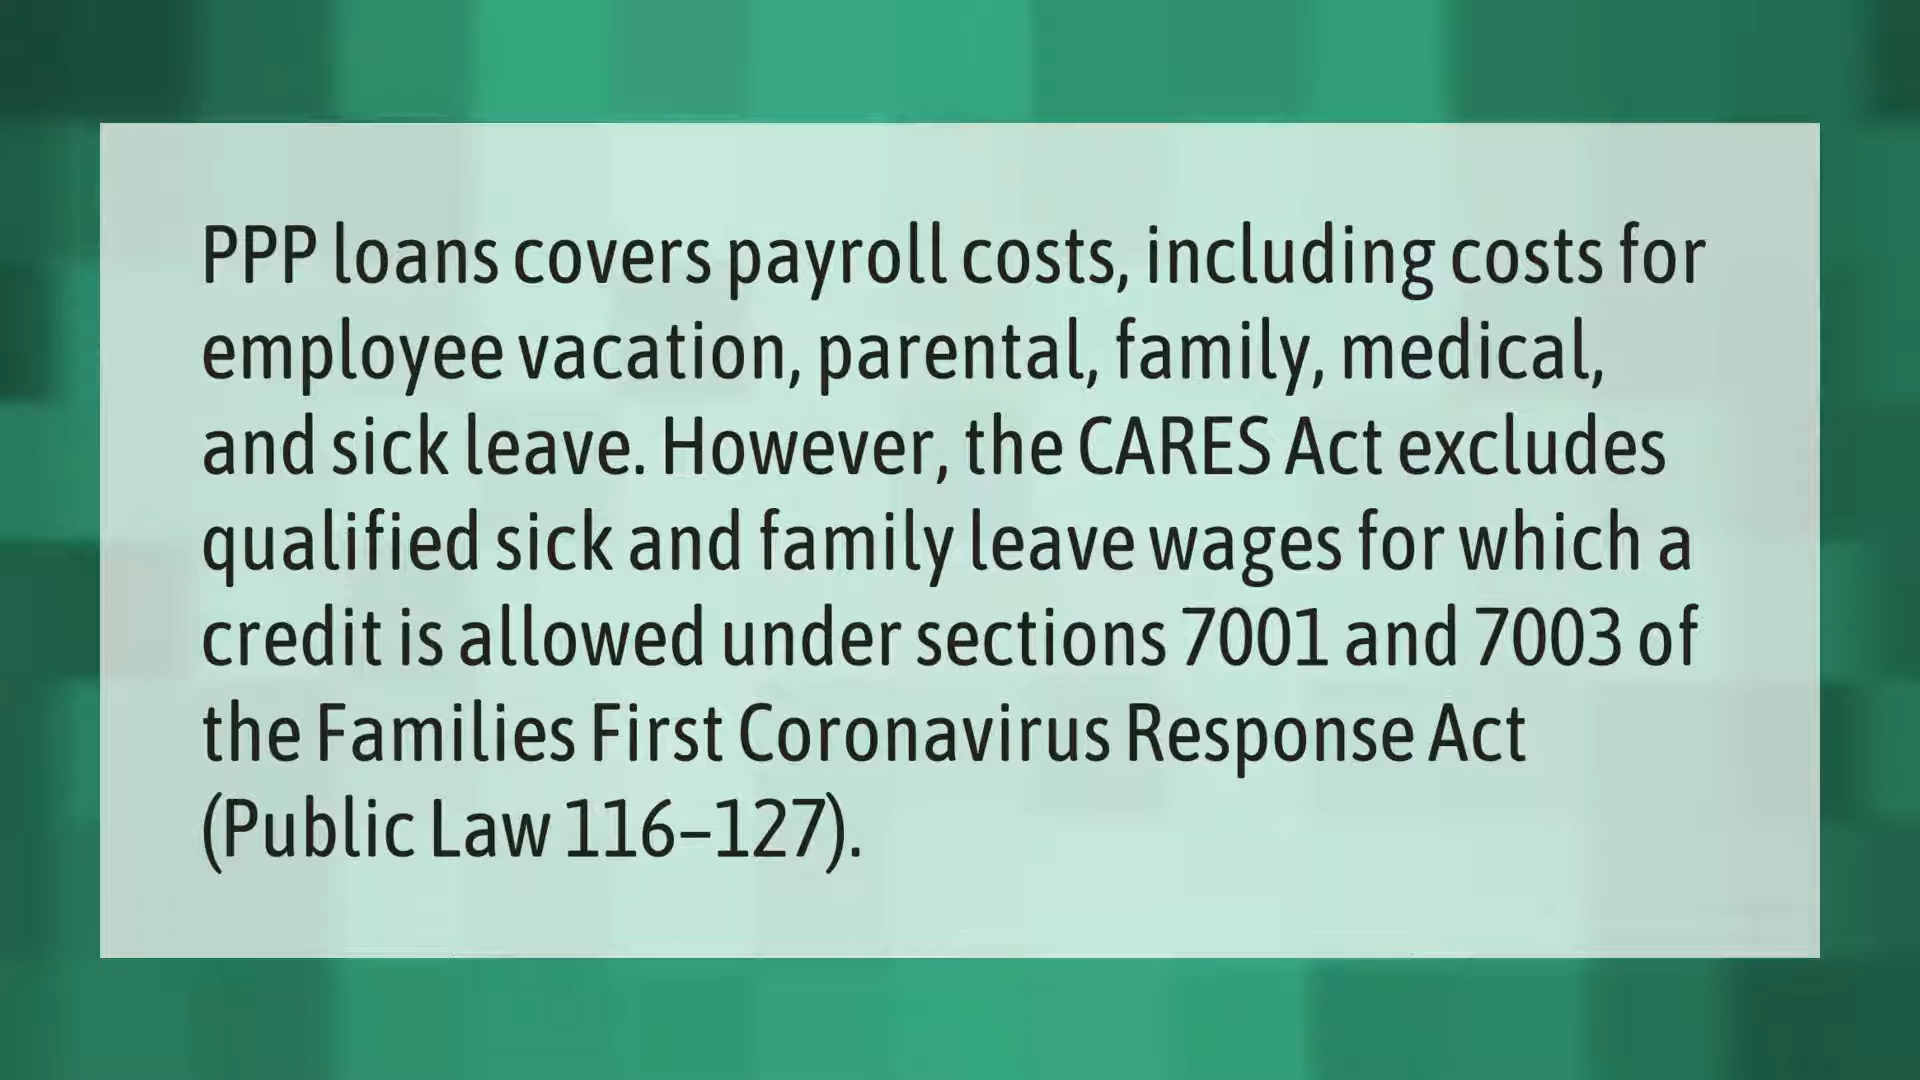 PPP loans covers payroll costs, including costs for
employee vacation, parental, family, medical,
and sick leave. However, the CARES Act excludes
qualified sick and family leave wages for which a
credit is allowed under sections 7001 and 7003 of
the Families First Coronavirus Response Act
(Public Law 116–127).